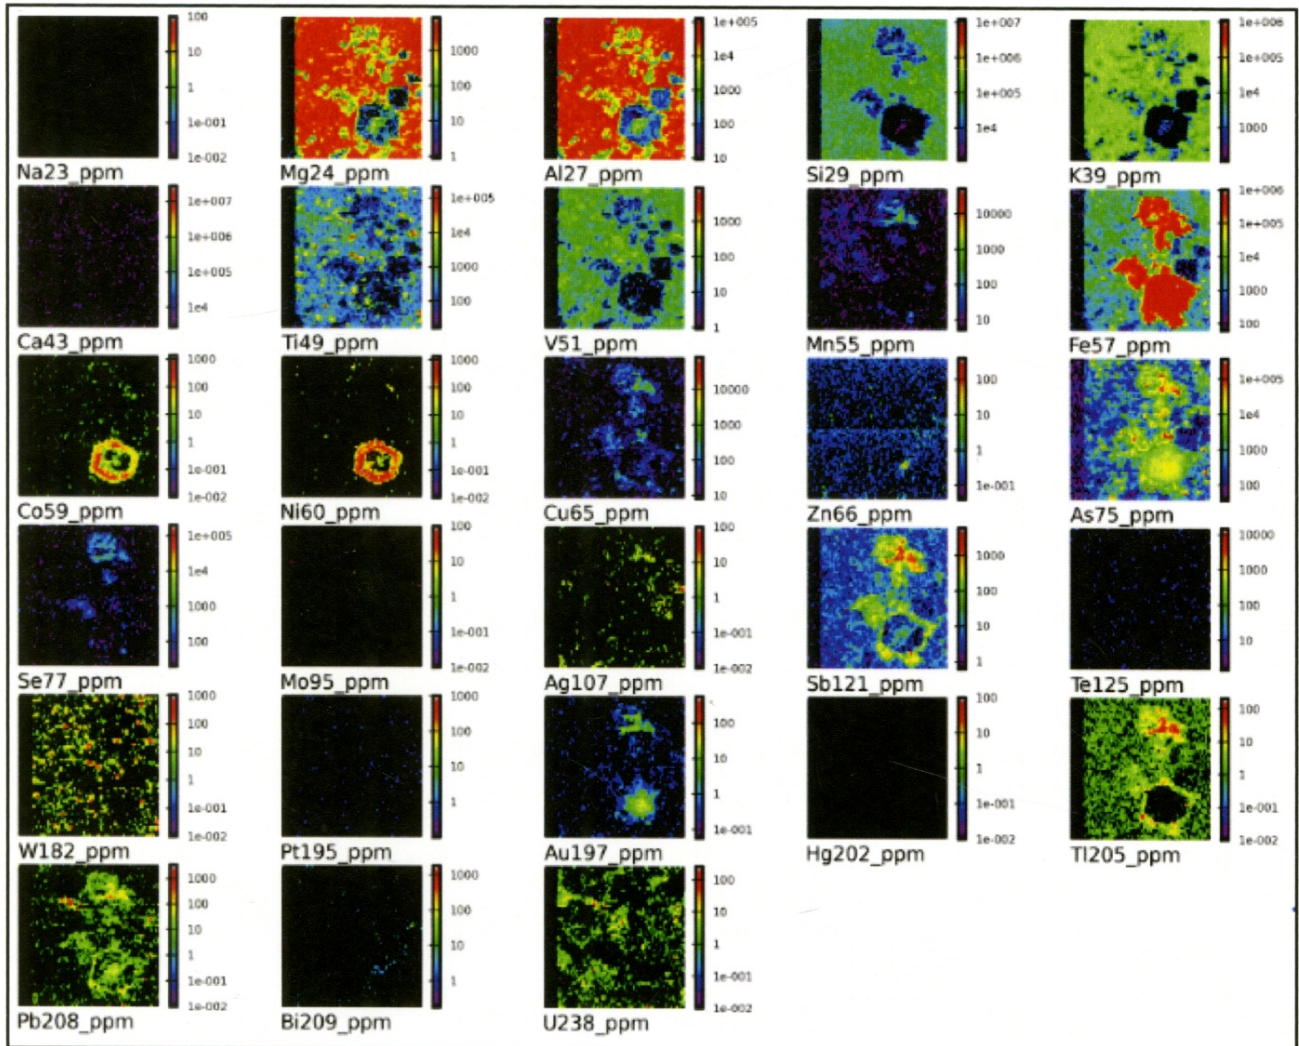 100
10
1
1e-001
1e-002
Na23_ppm
1000
100
10
1
Mg24_ppm
1e+005
1e4
1000
100
10
Al27_ppm
1e+007
1e+006
1e+005
1e4
Si29_ppm
1e+006
1e+005
1e4
1000
K39_ppm
1e+007
1e+006
1e+005
1e4
Ca43_ppm
1e+005
1e4
1000
100
Ti49_ppm
1000
100
10
1
V51_ppm
10000
1000
100
10
Mn55_ppm
1e+006
1e+005
1e4
1000
100
Fe57_ppm
1000
100
10
1
1e-001
1e-002
Co59_ppm
1000
100
10
1
1e-001
1e-002
Ni60_ppm
10000
1000
100
10
Cu65_ppm
100
10
1
1e-001
Zn66_ppm
1e+005
1e4
1000
100
As75_ppm
1e+005
1e4
1000
100
Se77_ppm
100
10
1
1e-001
1e-002
Mo95_ppm
100
10
1
1e-001
1e-002
Ag107_ppm
1000
100
10
1
Sb121_ppm
10000
1000
100
10
Te125_ppm
1000
100
10
1
1e-001
1e-002
W182_ppm
1000
100
10
1
Pt195_ppm
100
10
1
1e-001
Au197_ppm
100
10
1
1e-001
1e-002
Hg202_ppm
100
10
1
1e-001
1e-002
Tl205_ppm
1000
100
10
1
1e-001
1e-002
Pb208_ppm
1000
100
10
1
Bi209_ppm
100
10
1
1e-001
1e-002
U238_ppm